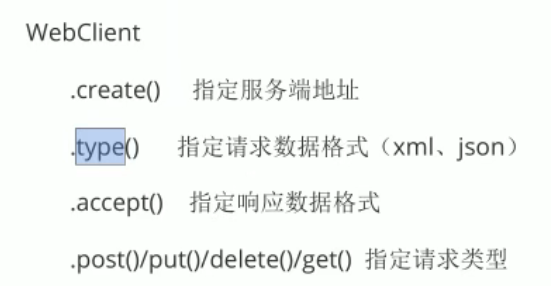 WebClient
.create() 指定服务端地址
.type() 指定请求数据格式（xml、json）
.accept() 指定响应数据格式
.post()/put()/delete()/get() 指定请求类型